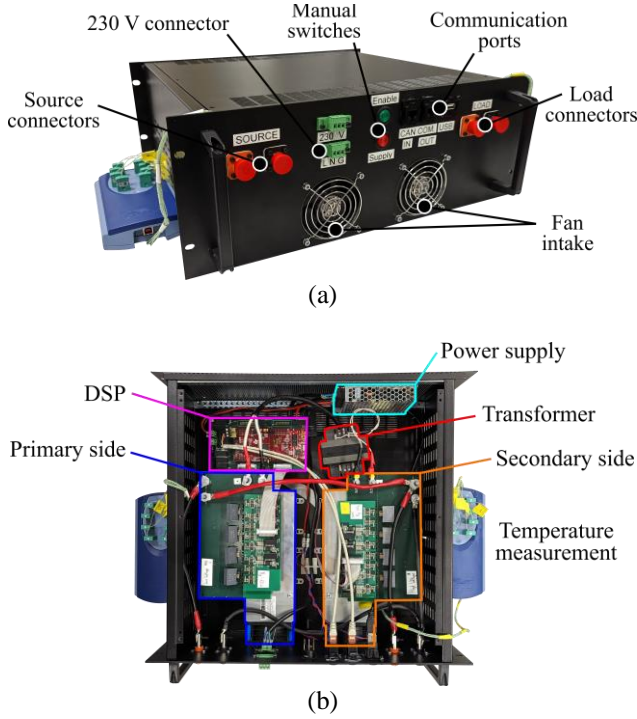 230 V connector
Manual
switches
Communication
ports
Source
connectors
Load
connectors
Enable
SOURCE
230 V
LOAD
L N G
CAN COM. USB
IN OUT
Supply
Fan
intake
(a)
Power supply
DSP
Transformer
Primary side
Secondary side
Temperature
measurement
(b)